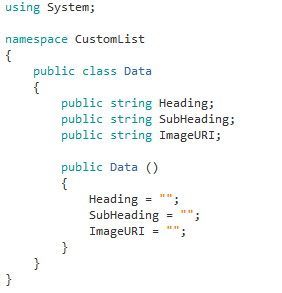 using System;

namespace CustomList
{
    public class Data
    {
        public string Heading;
        public string SubHeading;
        public string ImageURI;

        public Data ()
        {
            Heading = "";
            SubHeading = "";
            ImageURI = "";
        }
    }
}